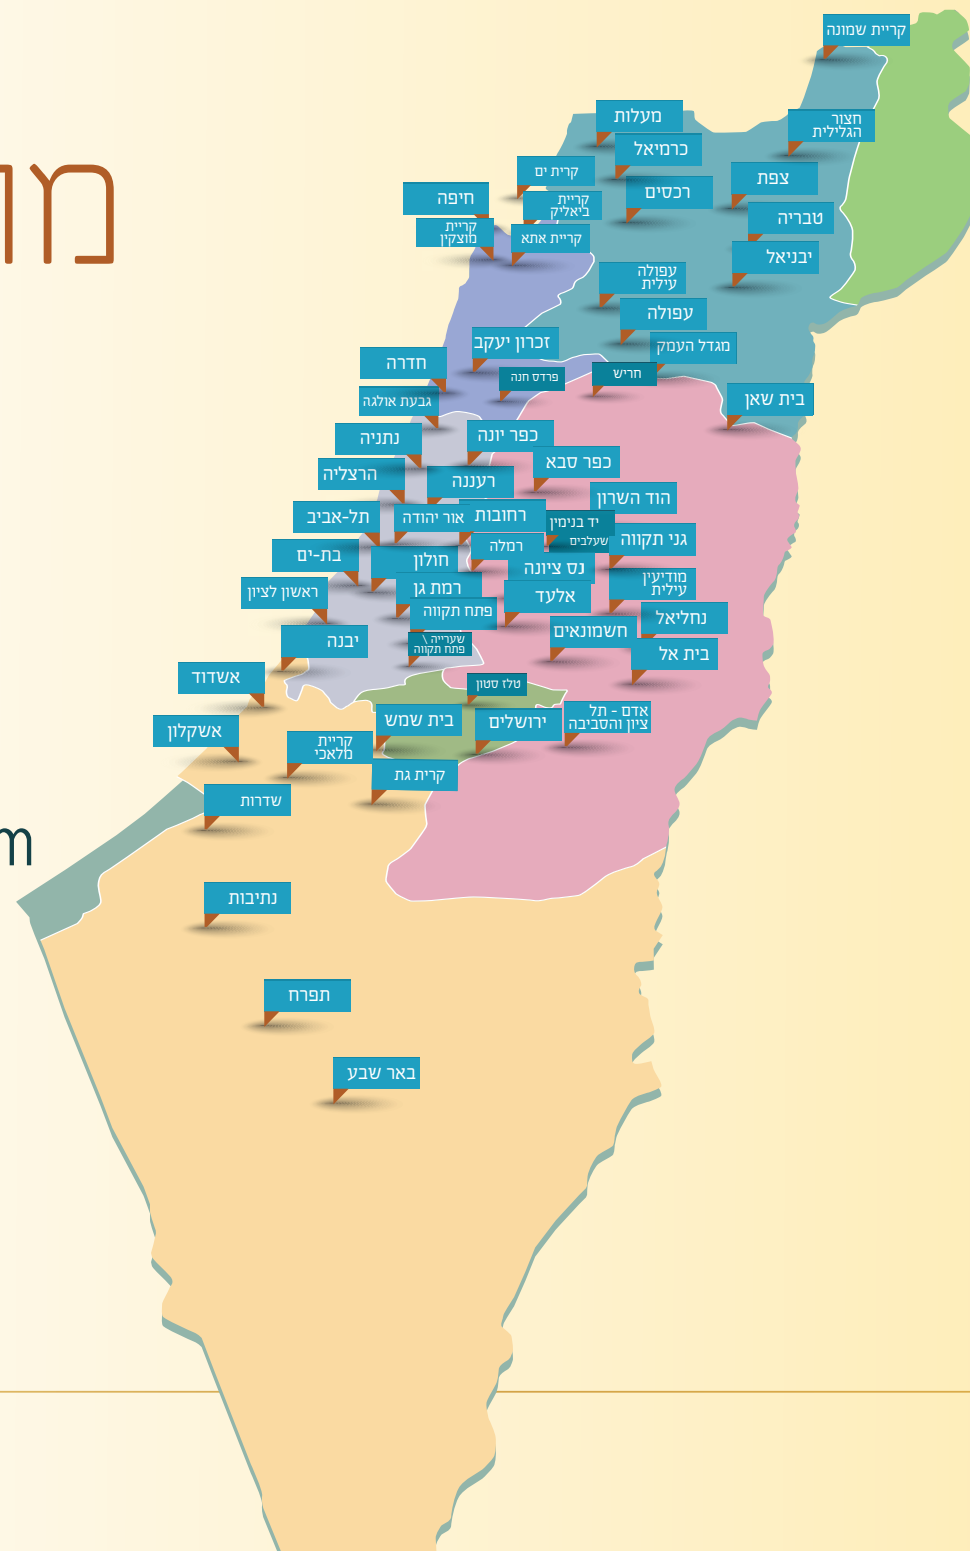 קריית שמונה
מו
מעלות
חצור
הגלילית
כרמיאל
קרית ים
צפת
רכסים
חיפה
קריית
ביאליק
טבריה
קריית
מוצקין
קריית אתא
יבניאל
עפולה
עילית
עפולה
זכרון יעקב
מגדל העמק
חדרה
פרדס חנה
חריש
בית שאן
גבעת אולגה
נתניה
כפר יונה
כפר סבא
הרצליה
רעננה
הוד השרון
תל-אביב
אור יהודה
רחובות
יד בנימין
שעלבים
גני תקווה
בת-ים
חולון
רמלה
נס ציונה
מודיעין
עילית
ראשון לציון
רמת גן
אלעד
פתח תקווה
נחליאל
יבנה
שערייה \
פתח תקווה
חשמונאים
בית אל
אשדוד
טלז סטון
אשקלון
בית שמש
ירושלים
אדם - תל
ציון והסביבה
קריית
מלאכי
קרית גת
שדרות
m
נתיבות
תפרח
באר שבע